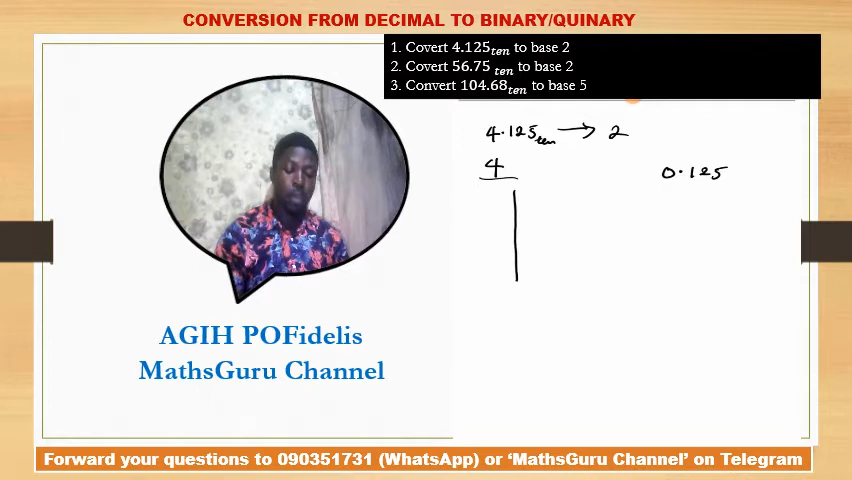 CONVERSION FROM DECIMAL TO BINARY/QUINARY
1. Covert 4.125ten to base 2
2. Covert 56.75 ten to base 2
3. Convert 104.68ten to base 5
4.125ten → 2
4 0.125
AGIH POFidelis
MathsGuru Channel
Forward your questions to 090351731 (WhatsApp) or ‘MathsGuru Channel’ on Telegram